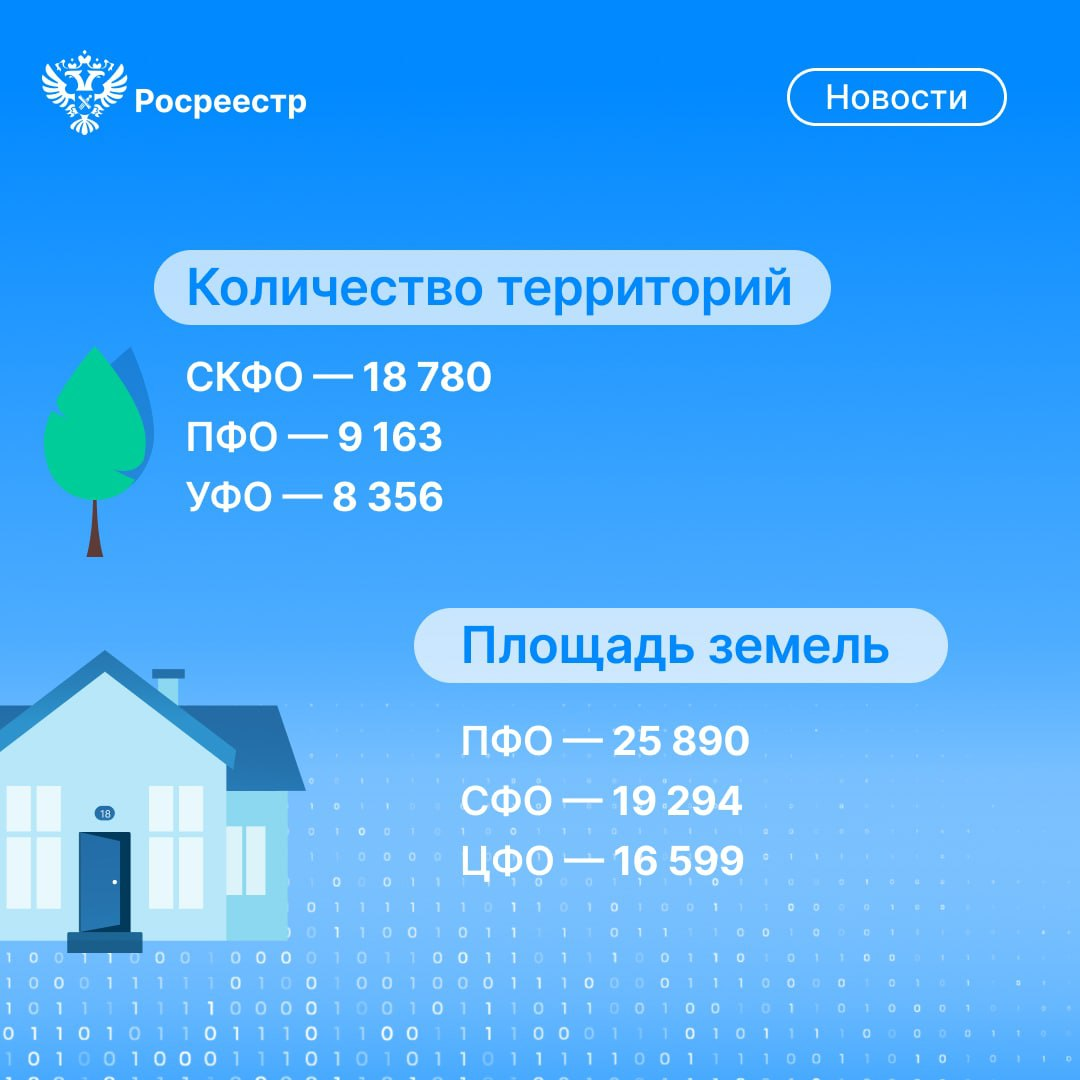 Росреестр
Новости
Количество территорий
СКФО — 18 780
ПФО — 9 163
УФО — 8 356
Площадь земель
ПФО — 25 890
СФО — 19 294
ЦФО — 16 599
18